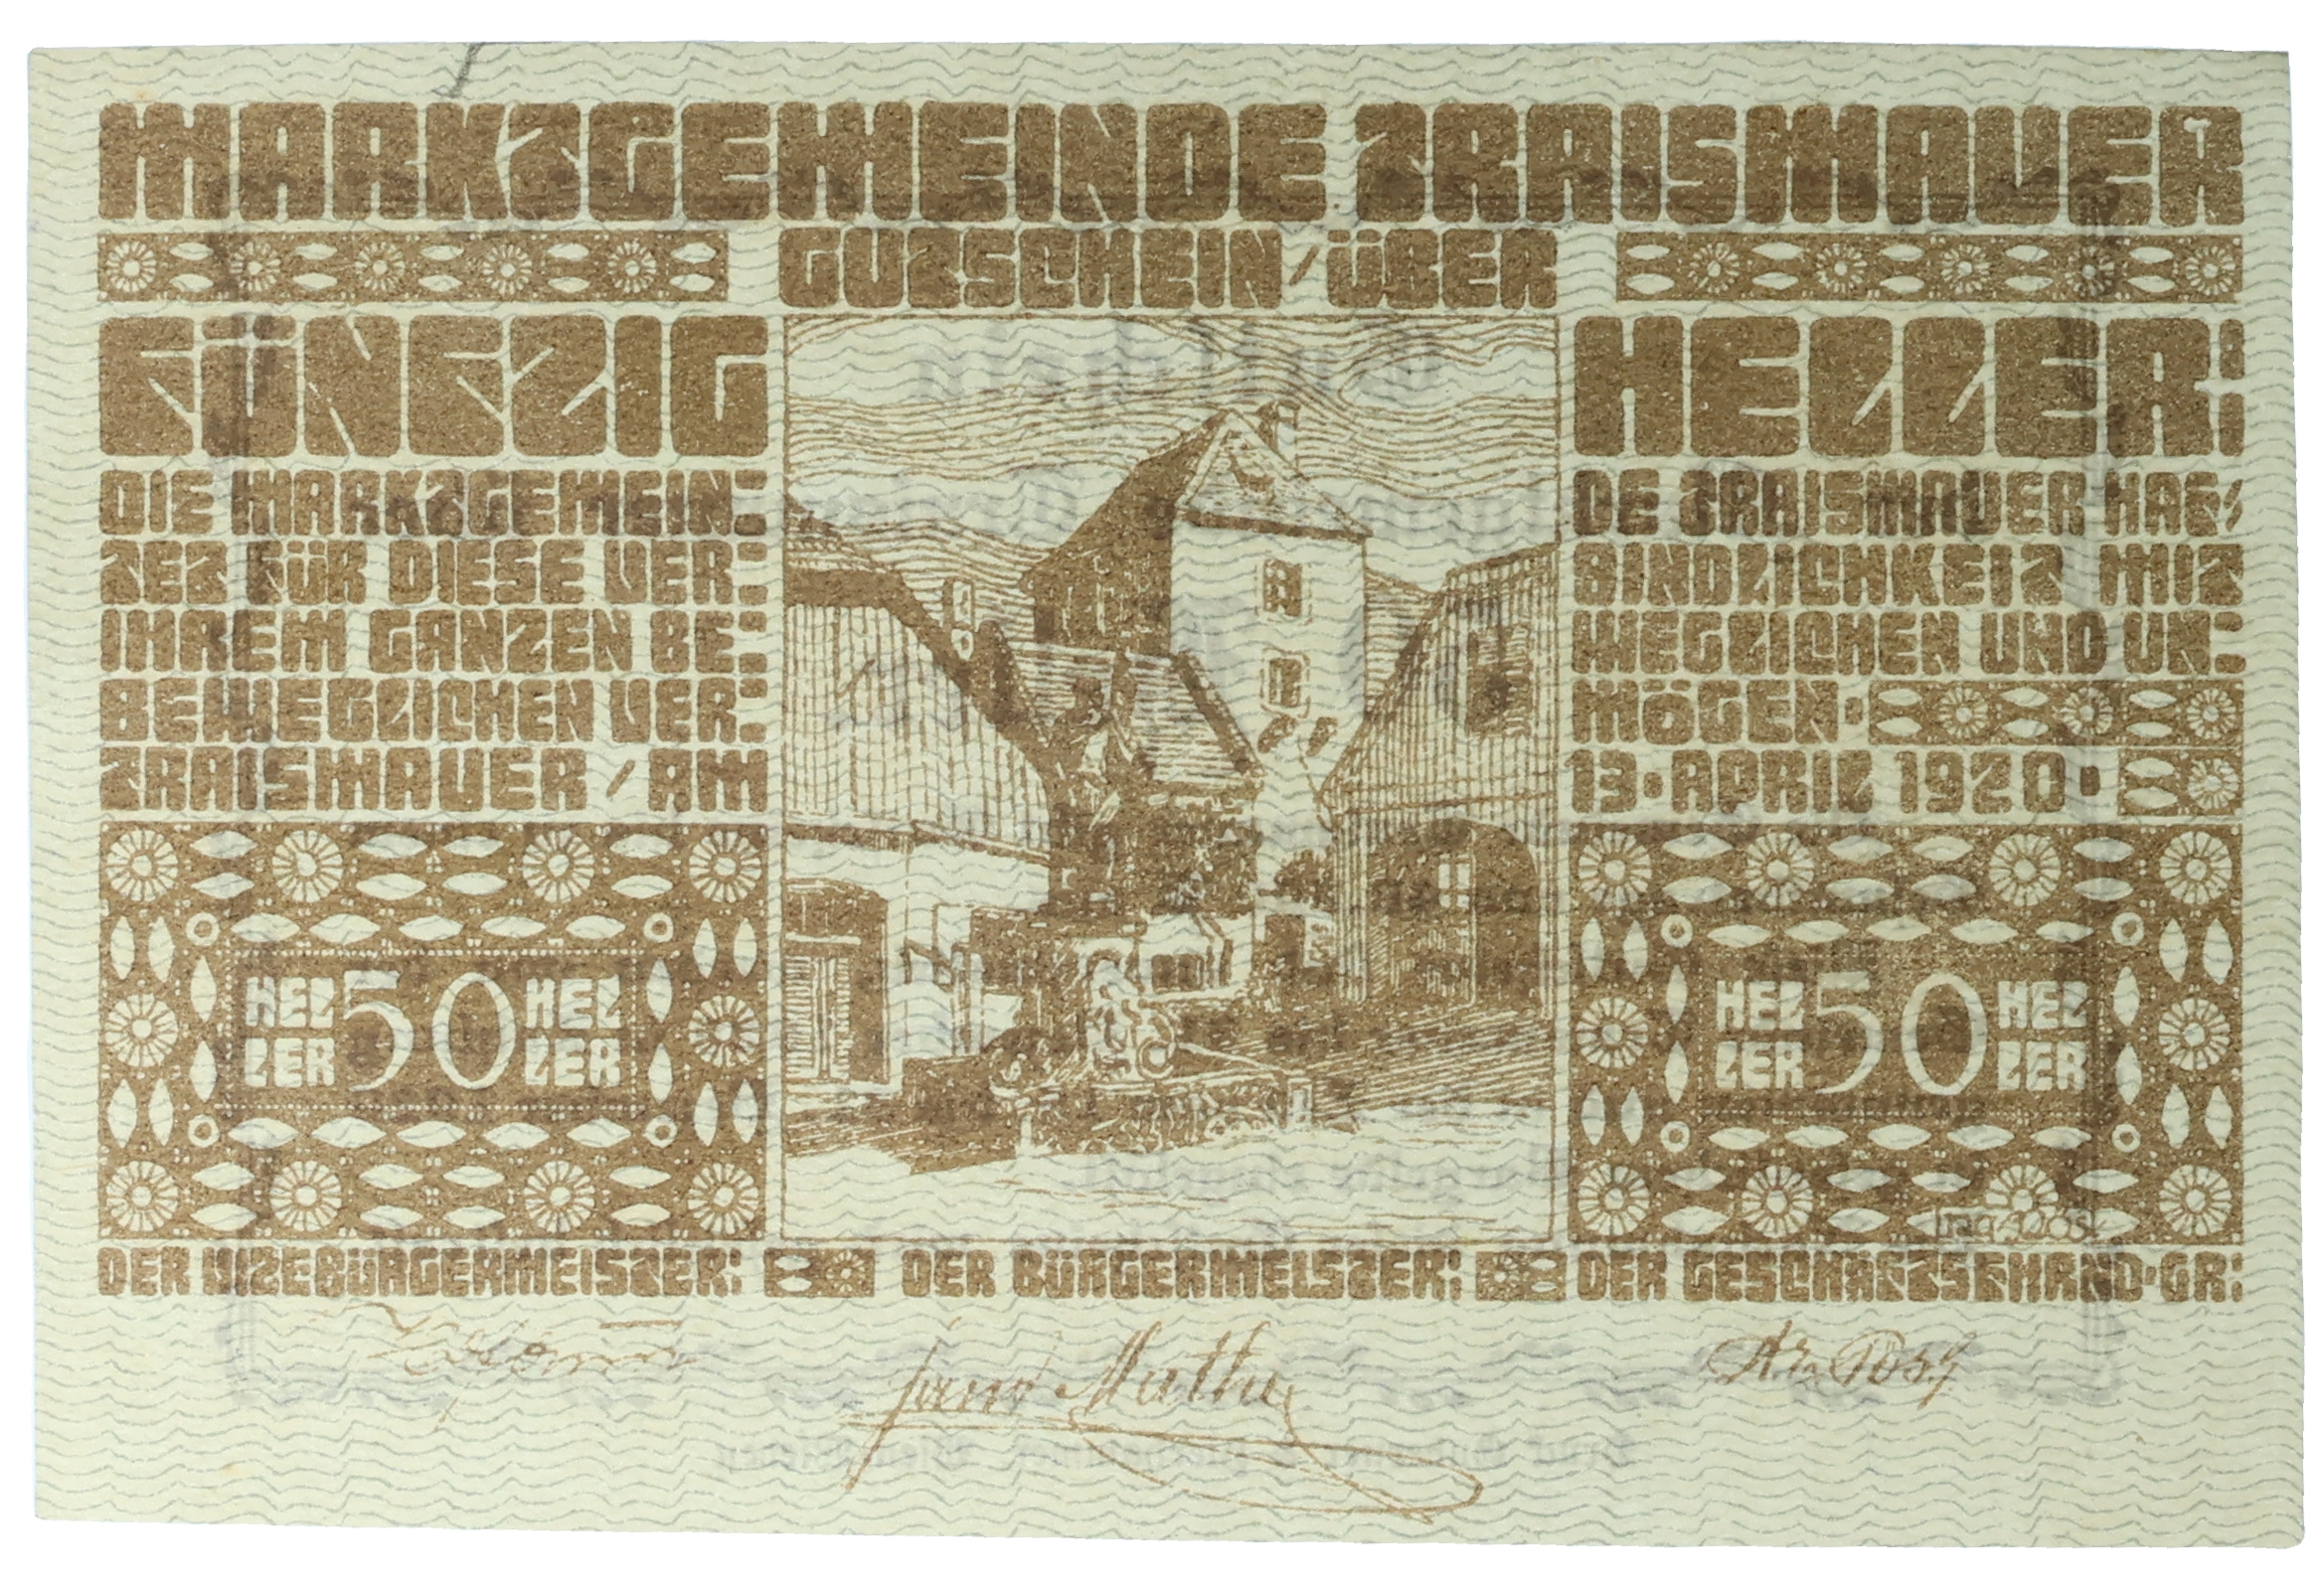 MARKTGEMEINDE TRAISMAUER
GUTSCHEIN / ÜBER
FÜNFZIG HELLER:
DIE MARKTGEMEIN: DE TRAISMAUER HAF/
TET FÜR DIESE VER: BINDLICHKEIT MIT
IHREM GANZEN BE: WEGLICHEN UND UN:
BEWEGLICHEN VER: MÖGEN·
TRAISMAUER / AM 13·APRIL 1920·
HEL 50 HEL
LER LER
HEL 50 HEL
LER LER
DER VIZEBÜRGERMEISTER: DER BÜRGERMEISTER: DER GESCHÄFTSFHRND·GR: